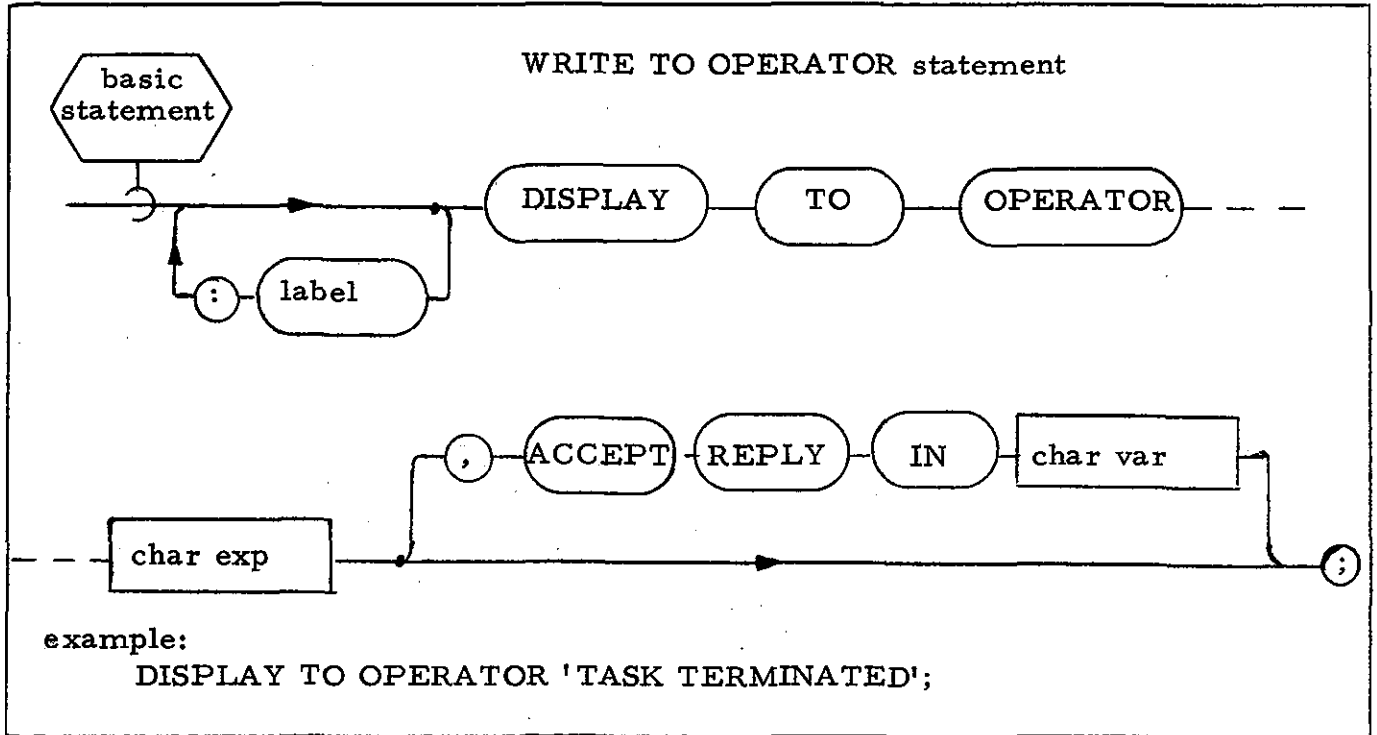 WRITE TO OPERATOR statement
basic
statement
DISPLAY TO OPERATOR
: label
, ACCEPT REPLY IN char var
char exp ;
example:
DISPLAY TO OPERATOR 'TASK TERMINATED';